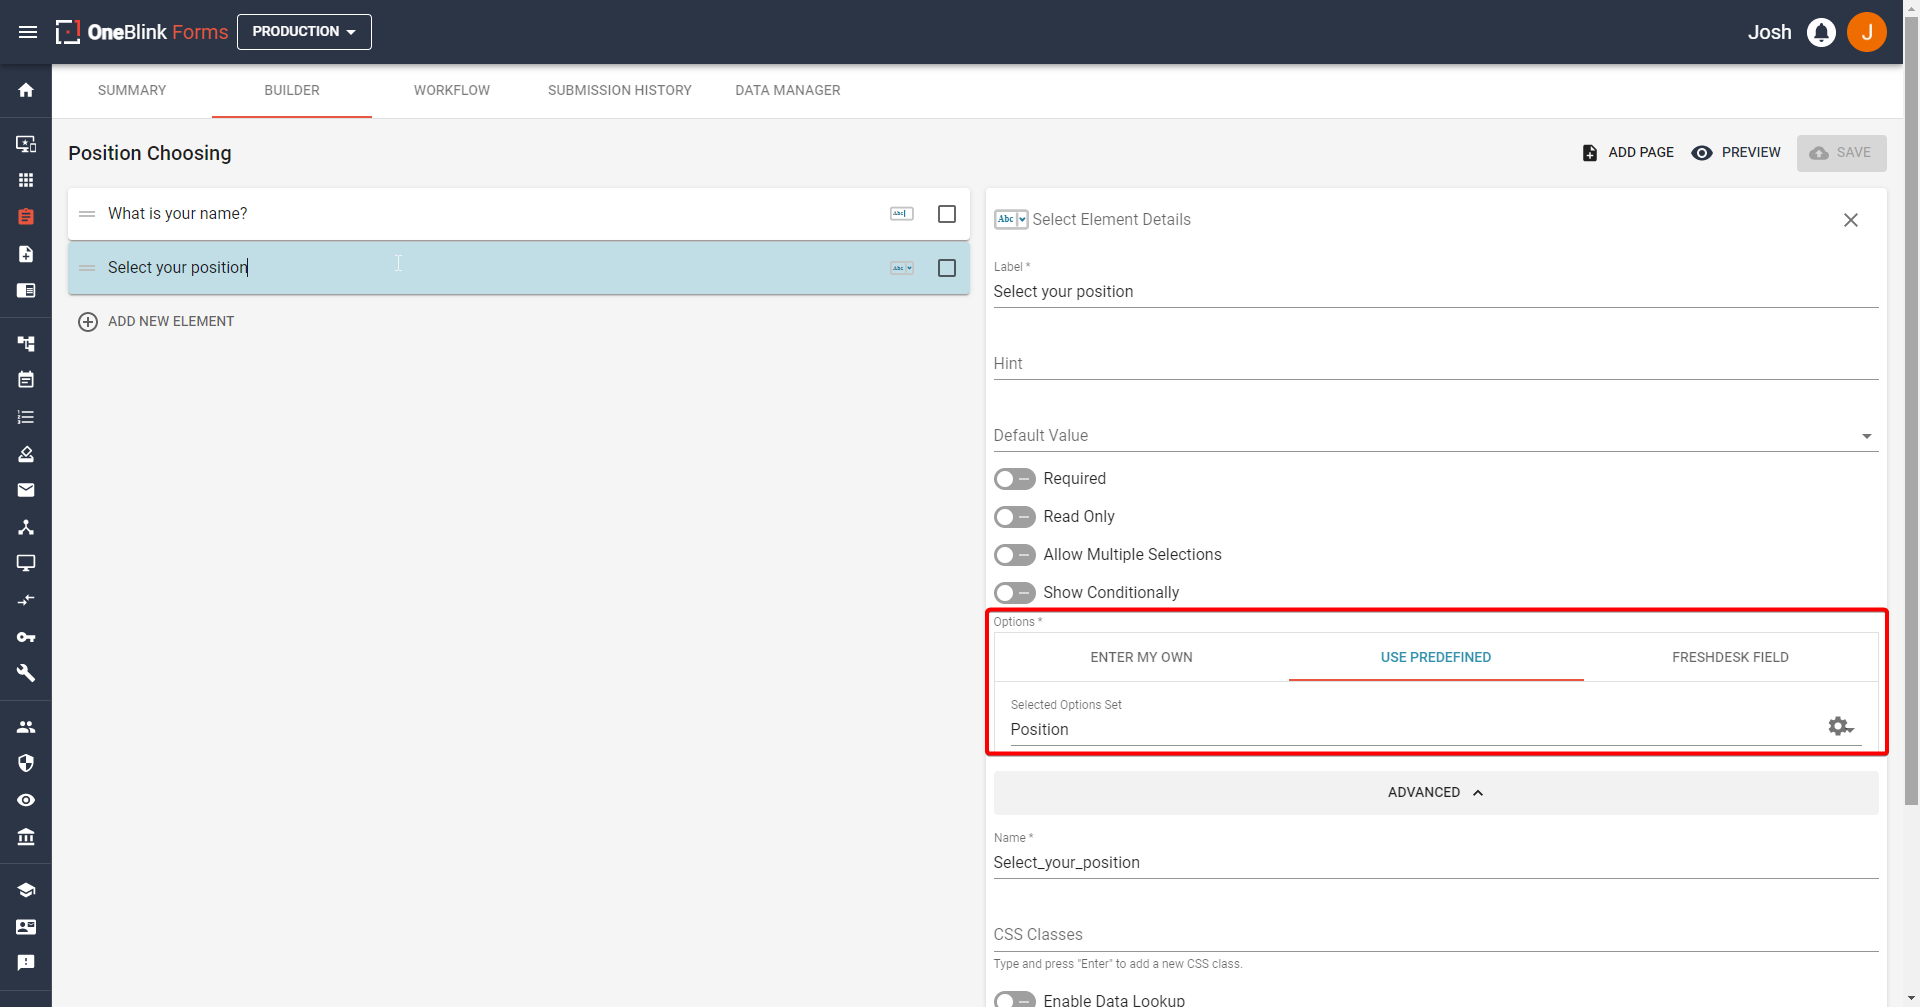 OneBlink Forms
PRODUCTION
Josh
J
SUMMARY
BUILDER
WORKFLOW
SUBMISSION HISTORY
DATA MANAGER
Position Choosing
ADD PAGE
PREVIEW
SAVE
What is your name?
Abc
Select your position
Abc
ADD NEW ELEMENT
Abc
Select Element Details
Label *
Select your position
Hint
Default Value
Required
Read Only
Allow Multiple Selections
Show Conditionally
Options *
ENTER MY OWN
USE PREDEFINED
FRESHDESK FIELD
Selected Options Set
Position
ADVANCED
Name *
Select_your_position
CSS Classes
Type and press "Enter" to add a new CSS class.
Enable Data Lookup